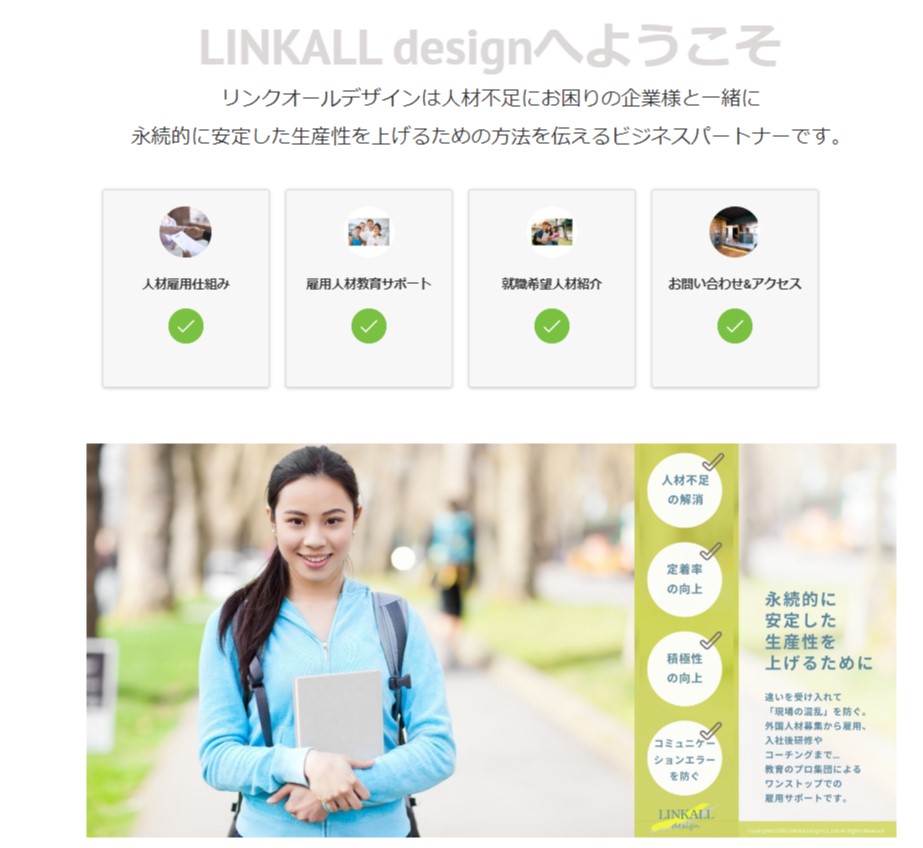 LINKALL designへようこそ
リンクオールデザインは人材不足にお困りの企業様と一緒に
永続的に安定した生産性を上げるための方法を伝えるビジネスパートナーです。
人材雇用仕組み
雇用人材教育サポート
就職希望人材紹介
お問い合わせ&アクセス
人材不足
の解消
定着率
の向上
積極性
の向上
コミュニケー
ションエラー
を防ぐ
LINKALL
design
永続的に
安定した
生産性を
上げるために
違いを受け入れて
「現場の混乱」を防ぐ。
外国人材募集から雇用、
入社後研修や
コーチングまで…
教育のプロ集団による
ワンストップでの
雇用サポートです。